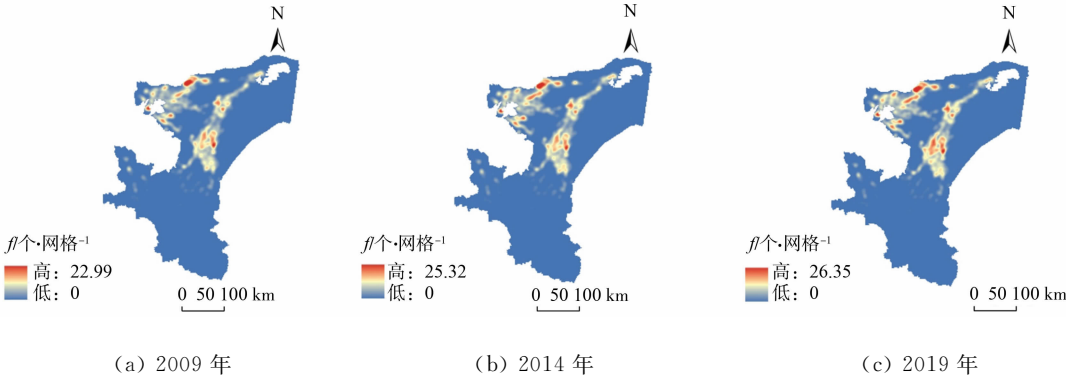 N
f/个·网格⁻¹
高：22.99
低：0
0 50 100 km
（a）2009 年
N
f/个·网格⁻¹
高：25.32
低：0
0 50 100 km
（b）2014 年
N
f/个·网格⁻¹
高：26.35
低：0
0 50 100 km
（c）2019 年